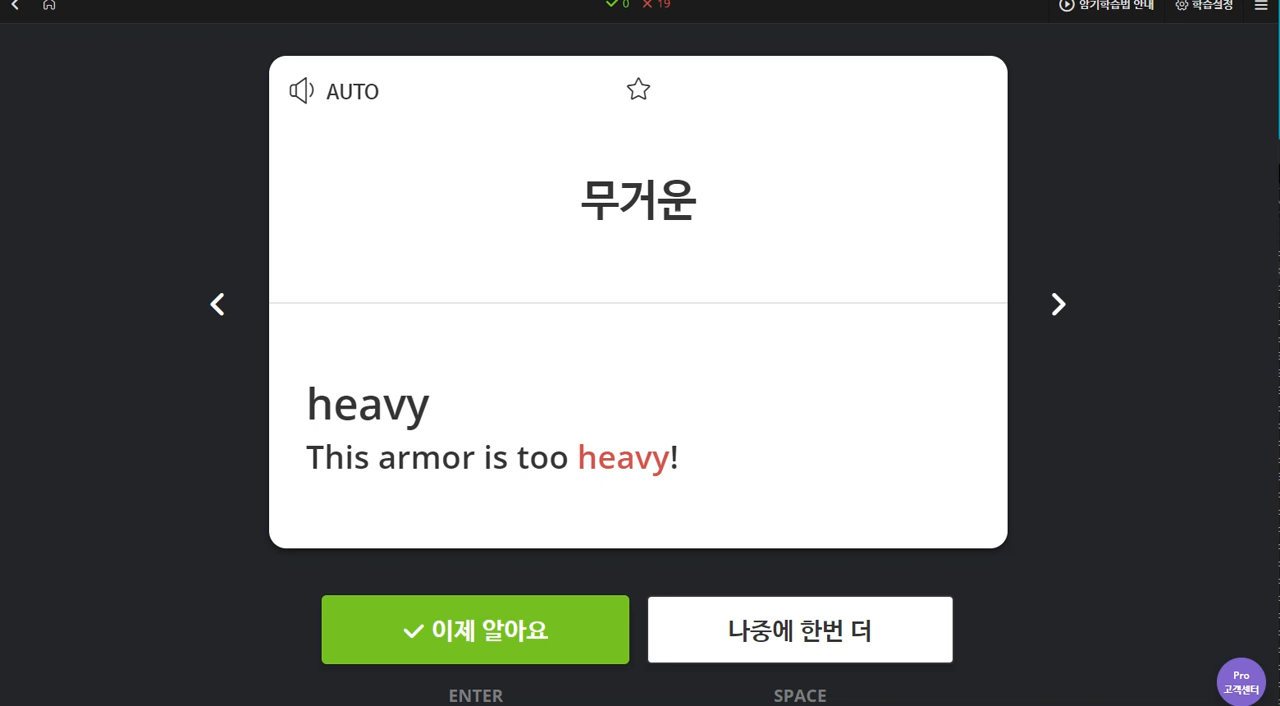 0 19 암기학습법 안내 학습설정
AUTO
무거운
heavy
This armor is too heavy!
이제 알아요 나중에 한번 더
ENTER SPACE
Pro
고객센터